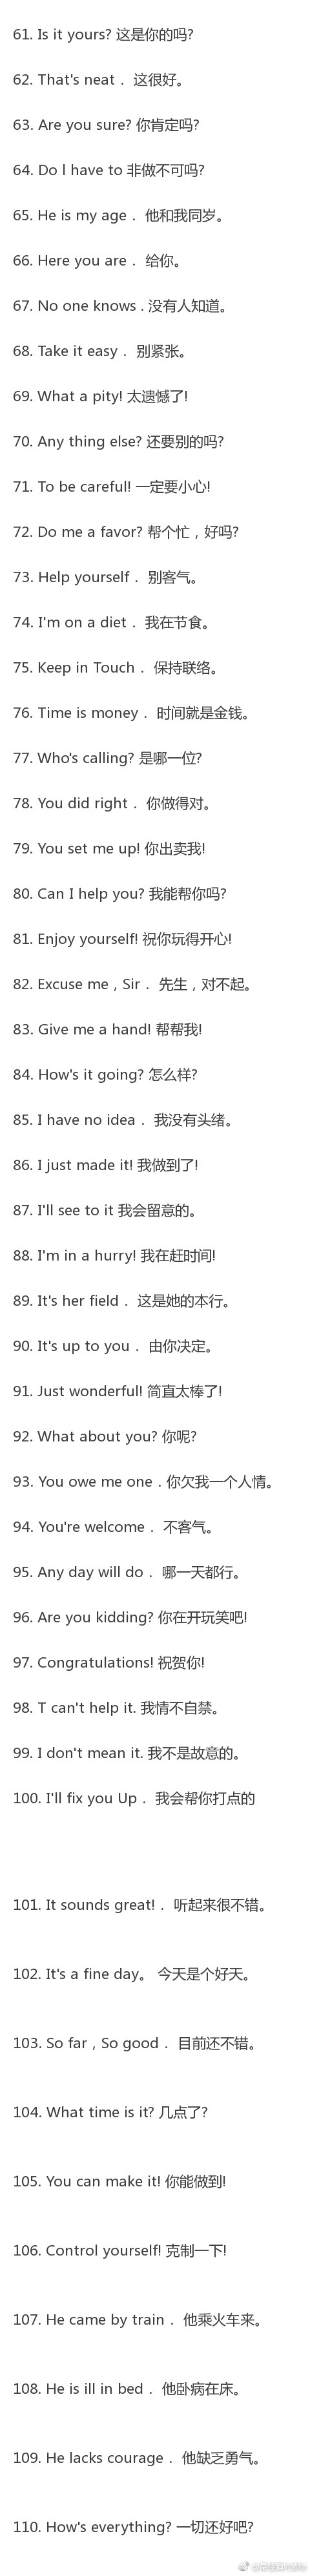 61. Is it yours? 这是你的吗?
62. That's neat． 这很好。
63. Are you sure? 你肯定吗?
64. Do l have to 非做不可吗?
65. He is my age． 他和我同岁。
66. Here you are． 给你。
67. No one knows . 没有人知道。
68. Take it easy． 别紧张。
69. What a pity! 太遗憾了!
70. Any thing else? 还要别的吗?
71. To be careful! 一定要小心!
72. Do me a favor? 帮个忙，好吗?
73. Help yourself． 别客气。
74. I'm on a diet． 我在节食。
75. Keep in Touch． 保持联络。
76. Time is money． 时间就是金钱。
77. Who's calling? 是哪一位?
78. You did right． 你做得对。
79. You set me up! 你出卖我!
80. Can I help you? 我能帮你吗?
81. Enjoy yourself! 祝你玩得开心!
82. Excuse me，Sir． 先生，对不起。
83. Give me a hand! 帮帮我!
84. How's it going? 怎么样?
85. I have no idea． 我没有头绪。
86. I just made it! 我做到了!
87. I'll see to it 我会留意的。
88. I'm in a hurry! 我在赶时间!
89. It's her field． 这是她的本行。
90. It's up to you． 由你决定。
91. Just wonderful! 简直太棒了!
92. What about you? 你呢?
93. You owe me one . 你欠我一个人情。
94. You're welcome． 不客气。
95. Any day will do． 哪一天都行。
96. Are you kidding? 你在开玩笑吧!
97. Congratulations! 祝贺你!
98. T can't help it. 我情不自禁。
99. I don't mean it. 我不是故意的。
100. I'll fix you Up． 我会帮你打点的
101. It sounds great!． 听起来很不错。
102. It's a fine day。 今天是个好天。
103. So far，So good． 目前还不错。
104. What time is it? 几点了?
105. You can make it! 你能做到!
106. Control yourself! 克制一下!
107. He came by train． 他乘火车来。
108. He is ill in bed． 他卧病在床。
109. He lacks courage． 他缺乏勇气。
110. How's everything? 一切还好吧?